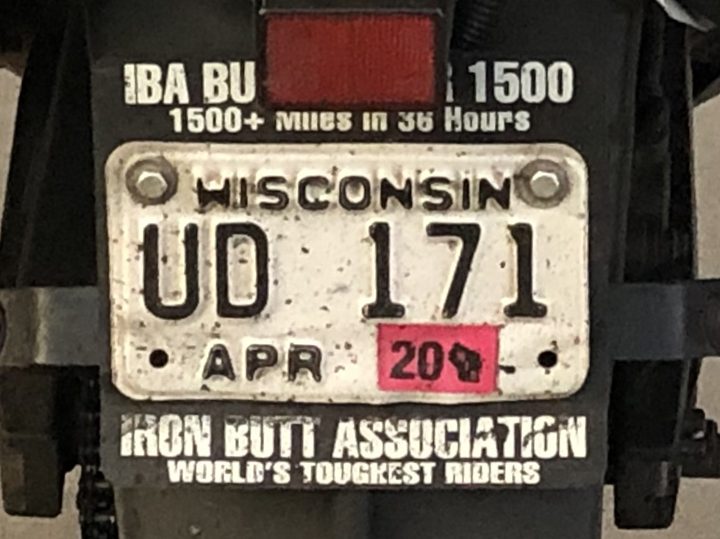 IBA BU 1500
1500+ Miles in 36 Hours
WISCONSIN
UD 171
APR 20
IRON BUTT ASSOCIATION
WORLD'S TOUGHEST RIDERS